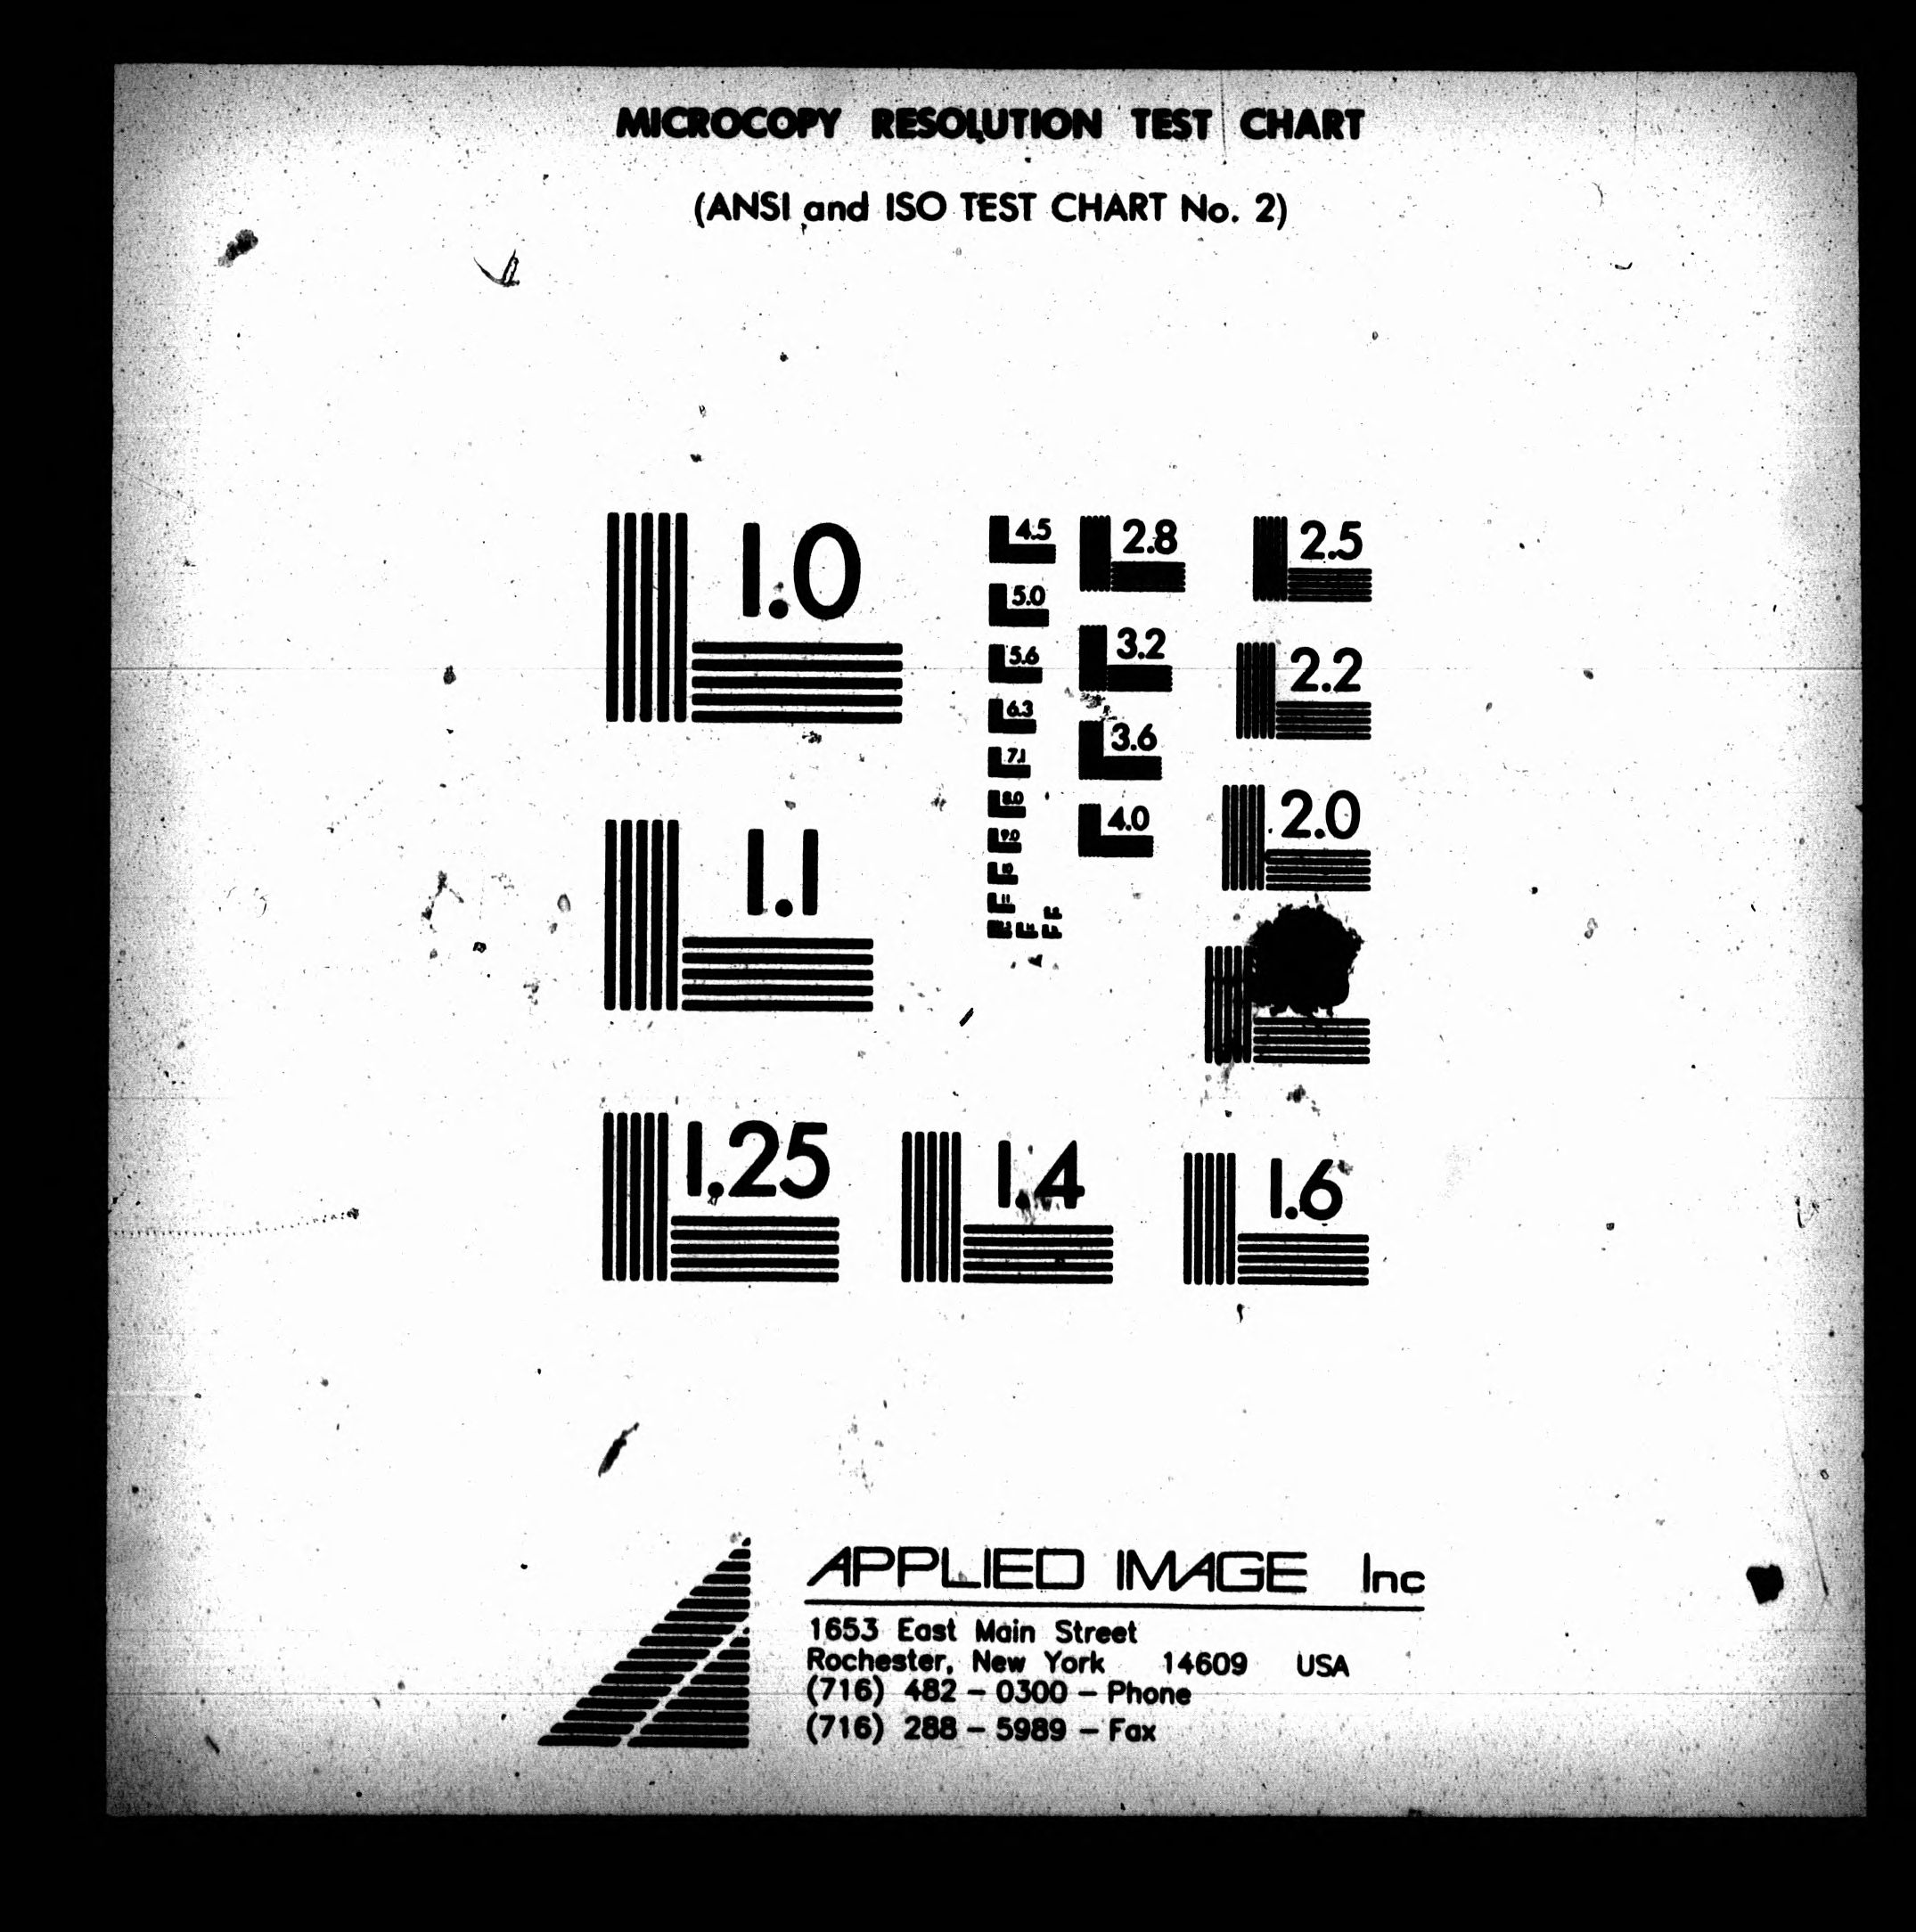 MICROCOPY RESOLUTION TEST CHART
(ANSI and ISO TEST CHART No. 2)
1.0
4.5
2.8
2.5
5.0
3.2
2.2
5.6
6.3
3.6
7.1
8.0
4.0
2.0
9.0
10
1.1
1.25
1.4
1.6
APPLIED IMAGE Inc
1653 East Main Street
Rochester, New York 14609 USA
(716) 482 - 0300 - Phone
(716) 288 - 5989 - Fax